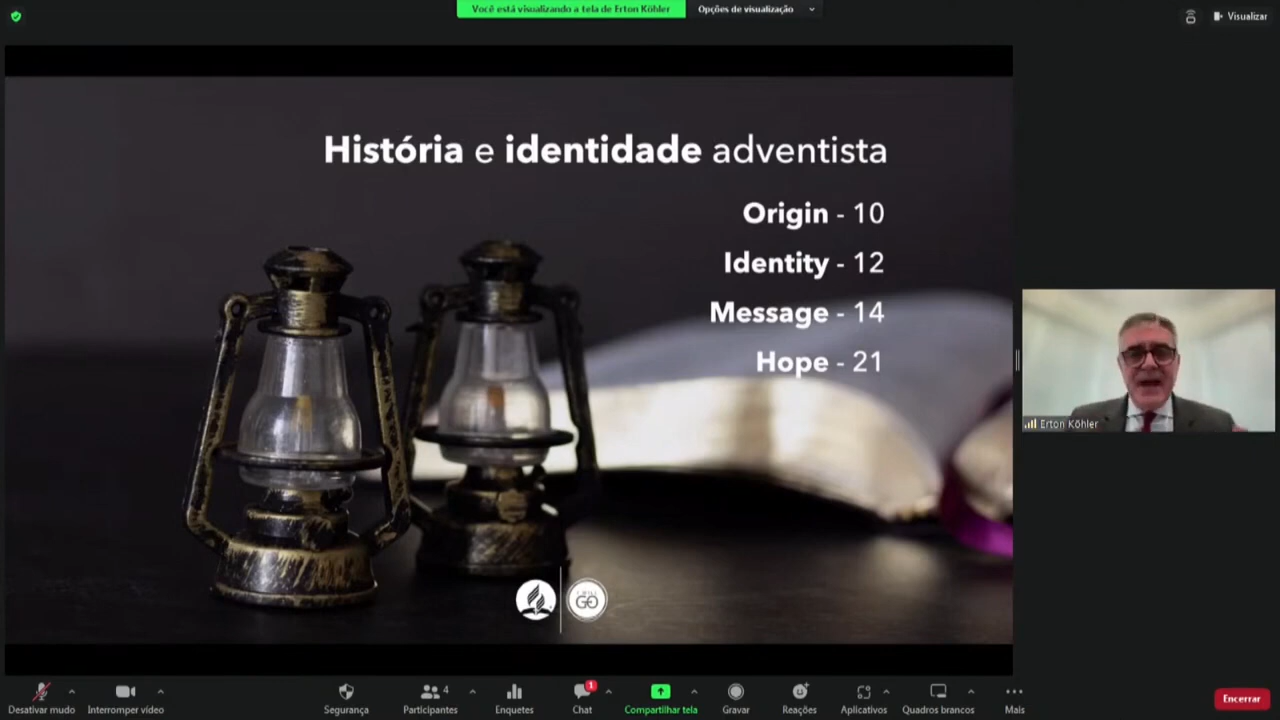 Você está visualizando a tela de Erton Köhler
Opções de visualização
Visualizar
História e identidade adventista
Origin - 10
Identity - 12
Message - 14
Hope - 21
I WILL
GO
Erton Köhler
Desativar mudo
Interromper vídeo
Segurança
4
Participantes
Enquetes
1
Chat
Compartilhar tela
Gravar
Reações
Aplicativos
Quadros brancos
Mais
Encerrar